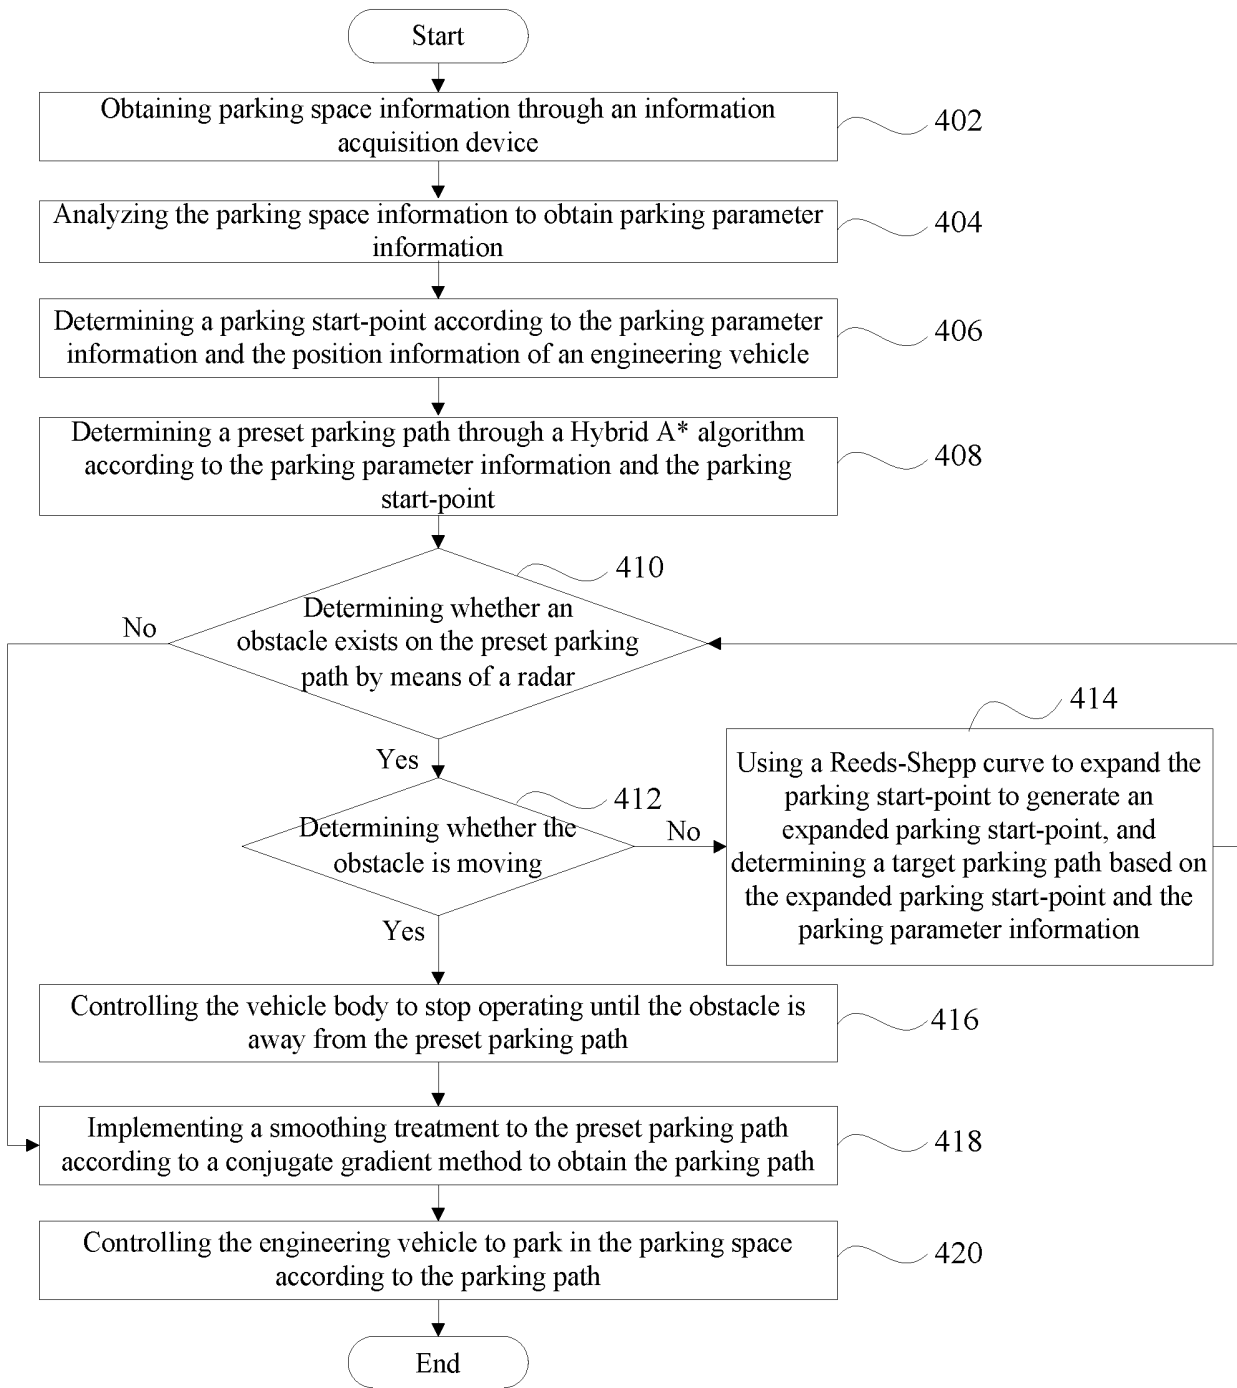 Start
Obtaining parking space information through an information
acquisition device
402
Analyzing the parking space information to obtain parking parameter
information
404
Determining a parking start-point according to the parking parameter
information and the position information of an engineering vehicle
406
Determining a preset parking path through a Hybrid A* algorithm
according to the parking parameter information and the parking
start-point
408
410
Determining whether an
obstacle exists on the preset parking
path by means of a radar
No
Yes
412
Determining whether the
obstacle is moving
No
Yes
414
Using a Reeds-Shepp curve to expand the
parking start-point to generate an
expanded parking start-point, and
determining a target parking path based on
the expanded parking start-point and the
parking parameter information
Controlling the vehicle body to stop operating until the obstacle is
away from the preset parking path
416
Implementing a smoothing treatment to the preset parking path
according to a conjugate gradient method to obtain the parking path
418
Controlling the engineering vehicle to park in the parking space
according to the parking path
420
End